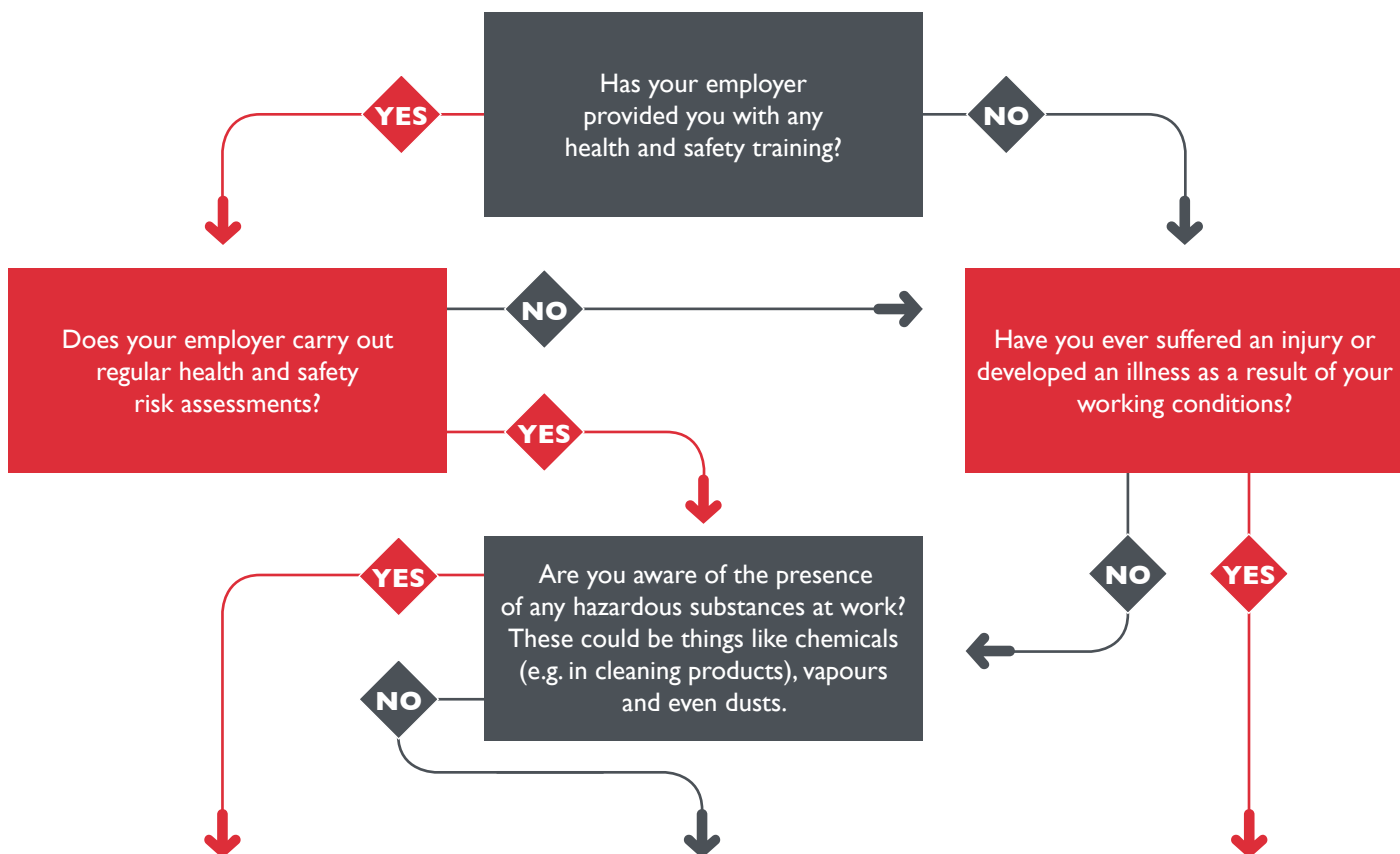 Has your employer
provided you with any
health and safety training?
YES
NO
Does your employer carry out
regular health and safety
risk assessments?
NO
YES
Have you ever suffered an injury or
developed an illness as a result of your
working conditions?
Are you aware of the presence
of any hazardous substances at work?
These could be things like chemicals
(e.g. in cleaning products), vapours
and even dusts.
YES
NO
NO
YES